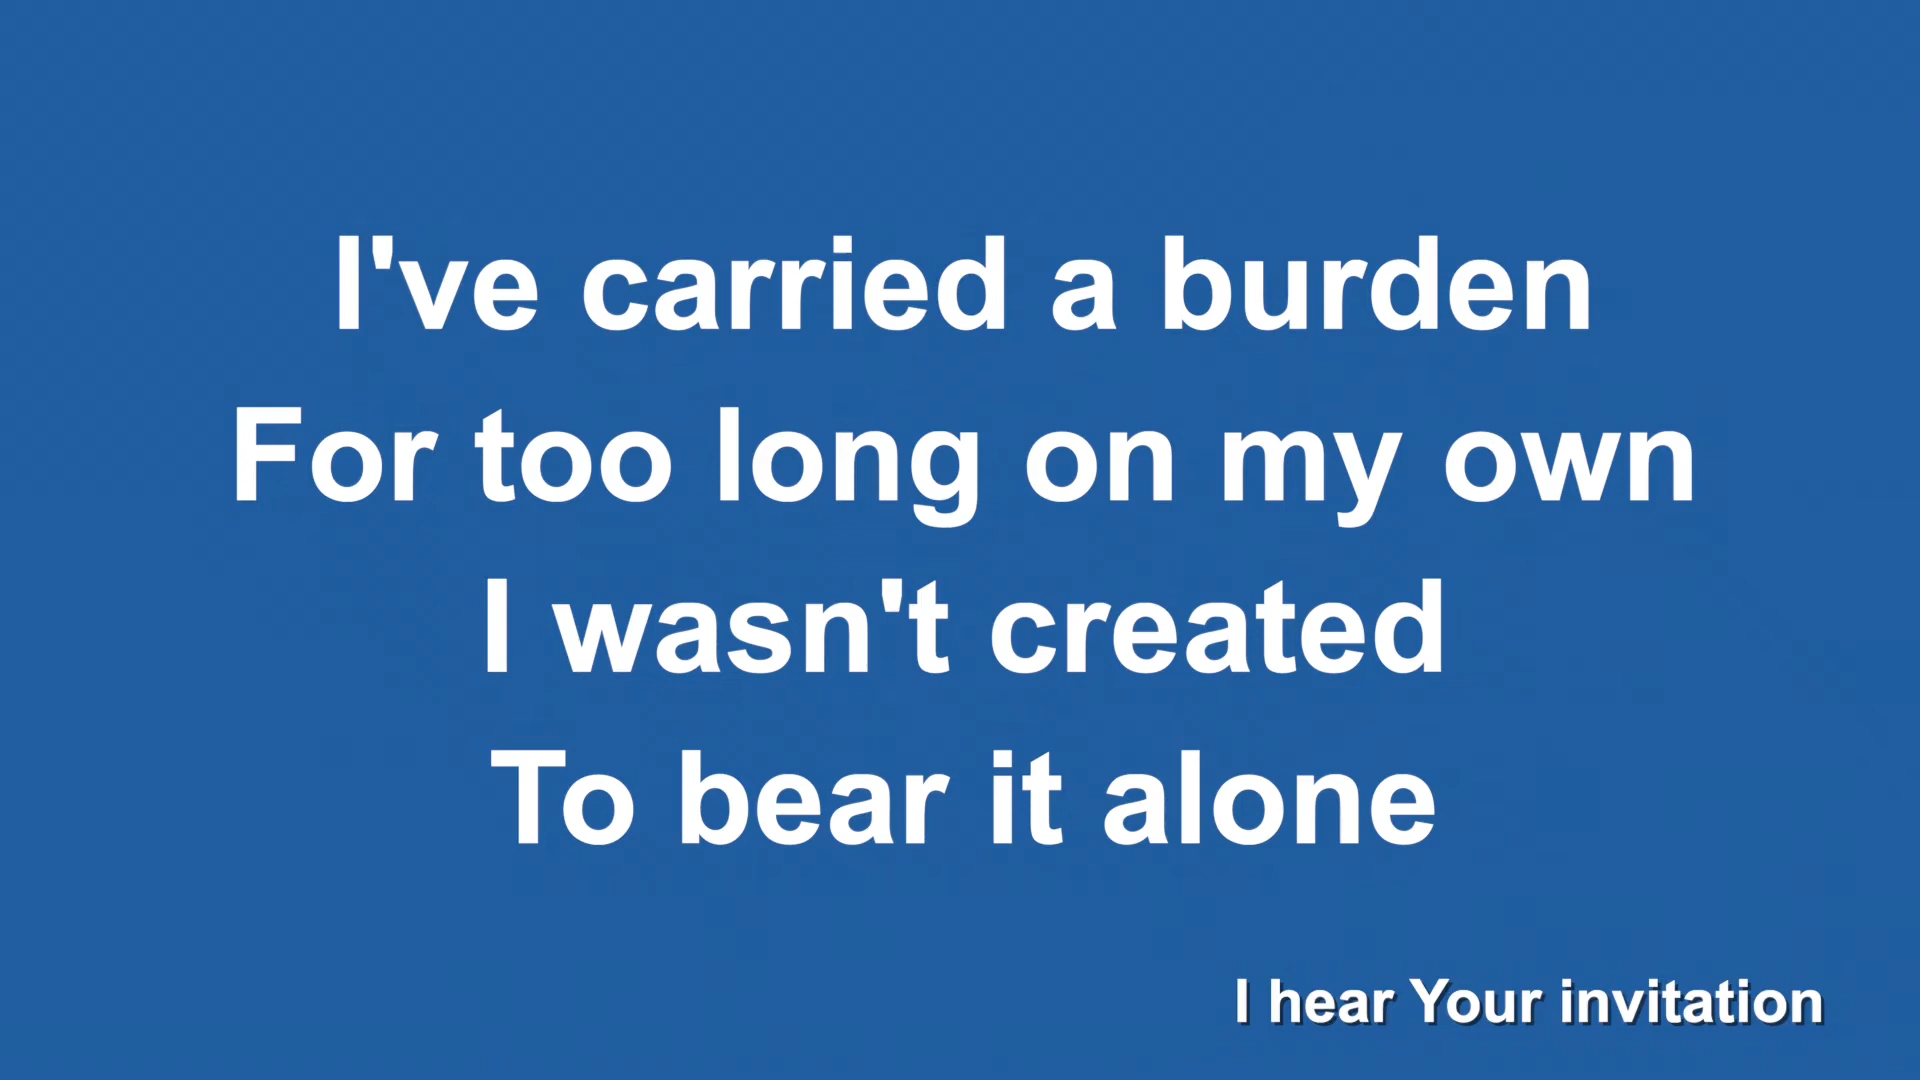 I've carried a burden
For too long on my own
I wasn't created
To bear it alone
I hear Your invitation